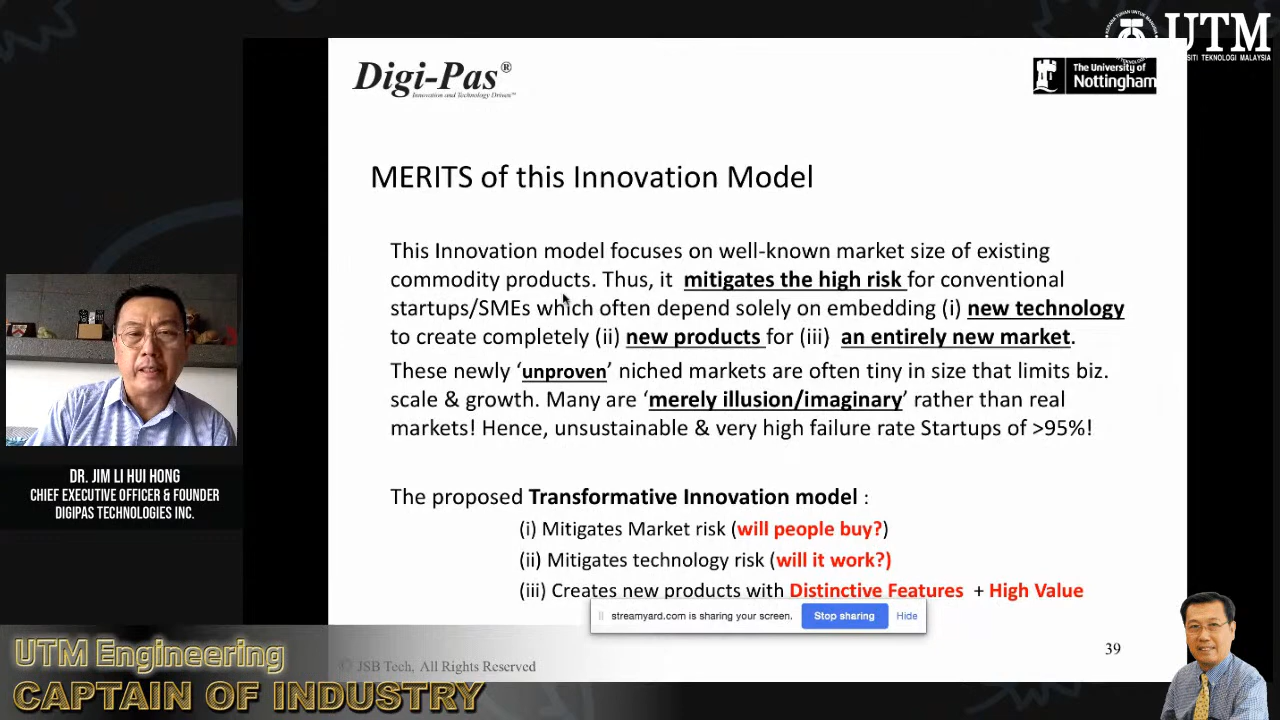 UTM
SITI TEKNOLOGI MALAYSIA
Digi-Pas®
Innovation and Technology Driven™
The University of
Nottingham
MERITS of this Innovation Model
This Innovation model focuses on well-known market size of existing
commodity products. Thus, it mitigates the high risk for conventional
startups/SMEs which often depend solely on embedding (i) new technology
to create completely (ii) new products for (iii) an entirely new market.
These newly ‘unproven’ niched markets are often tiny in size that limits biz.
scale & growth. Many are ‘merely illusion/imaginary’ rather than real
markets! Hence, unsustainable & very high failure rate Startups of >95%!
The proposed Transformative Innovation model :
(i) Mitigates Market risk (will people buy?)
(ii) Mitigates technology risk (will it work?)
(iii) Creates new products with Distinctive Features + High Value
streamyard.com is sharing your screen. Stop sharing Hide
39
© JSB Tech, All Rights Reserved
DR. JIM LI HUI HONG
CHIEF EXECUTIVE OFFICER & FOUNDER
DIGIPAS TECHNOLOGIES INC.
UTM Engineering
CAPTAIN OF INDUSTRY